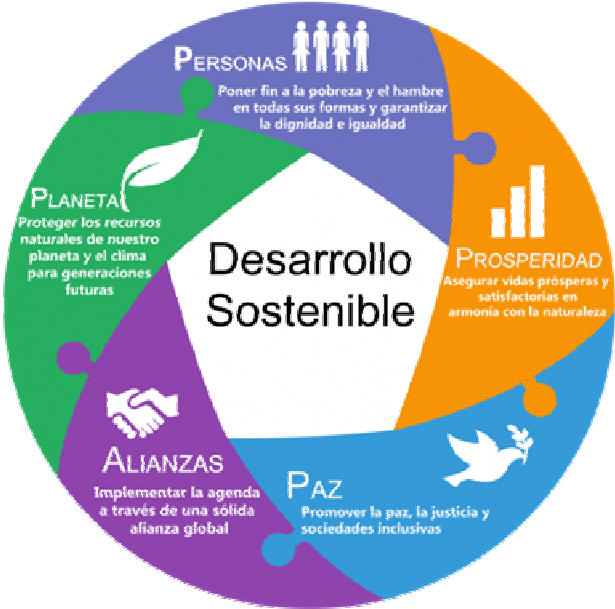 Desarrollo
Sostenible
PERSONAS
Poner fin a la pobreza y el hambre
en todas sus formas y garantizar
la dignidad e igualdad
PROSPERIDAD
Asegurar vidas prósperas y
satisfactorias en
armonía con la naturaleza
PAZ
Promover la paz, la justicia y
sociedades inclusivas
ALIANZAS
Implementar la agenda
a través de una sólida
alianza global
PLANETA
Proteger los recursos
naturales de nuestro
planeta y el clima
para generaciones
futuras